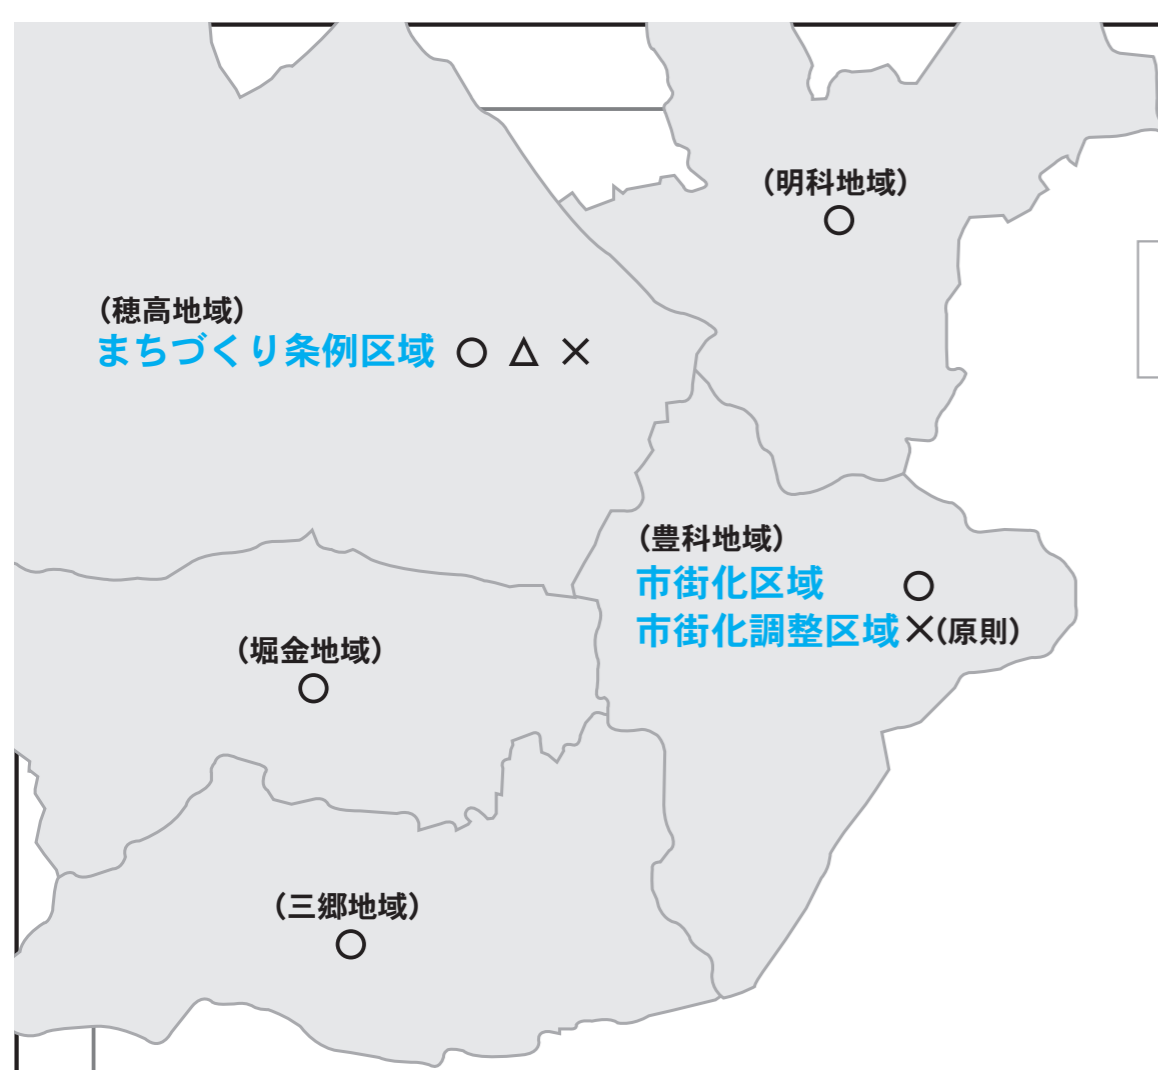 (明科地域)
○
(穂高地域)
まちづくり条例区域 ○ △ ×
(豊科地域)
市街化区域 ○
市街化調整区域×(原則)
(堀金地域)
○
(三郷地域)
○